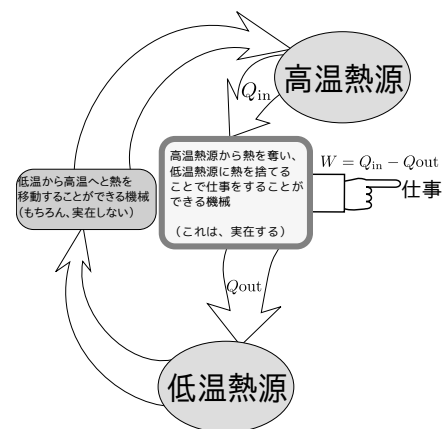 高温熱源
Qin
高温熱源から熱を奪い、
低温熱源に熱を捨てる
ことで仕事をすることが
できる機械
（これは、実在する）
W = Qin − Qout
仕事
低温から高温へと熱を
移動することができる機械
（もちろん、実在しない）
Qout
低温熱源